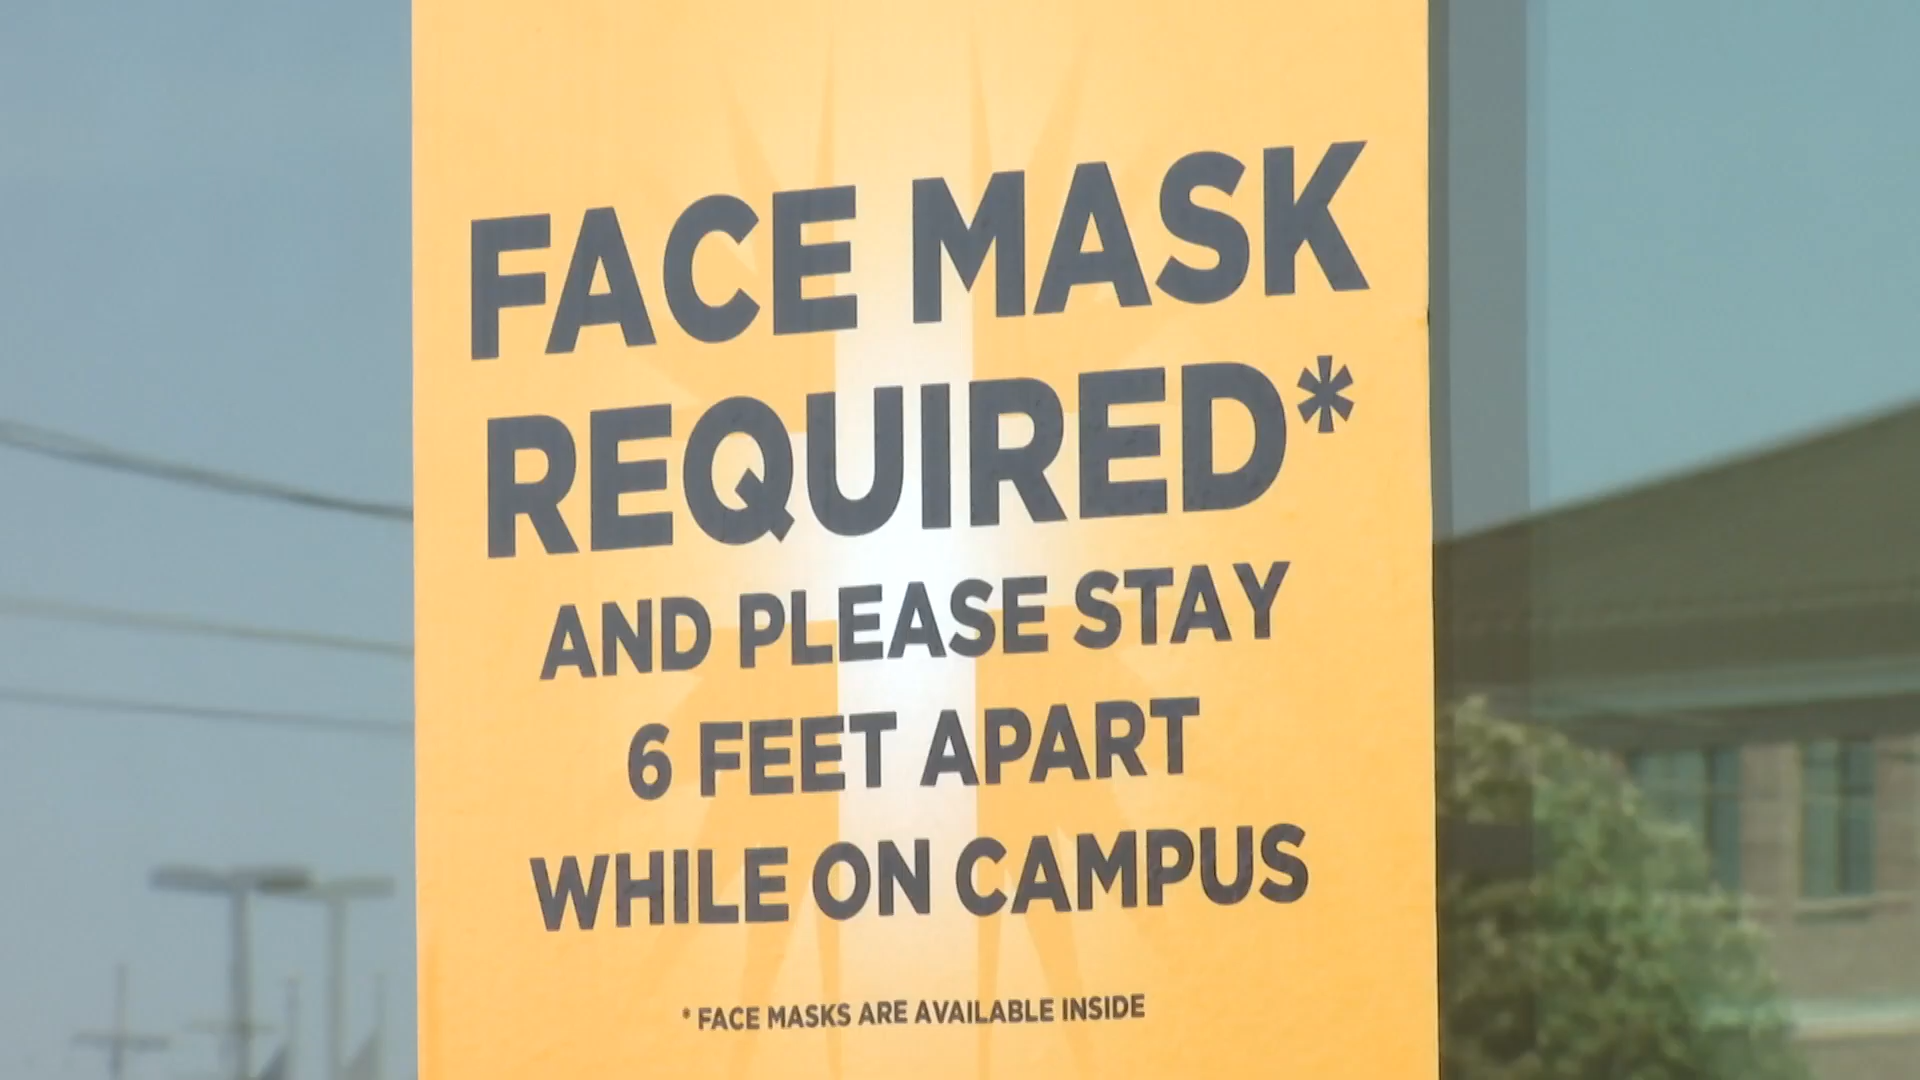 FACE MASK
REQUIRED*
AND PLEASE STAY
6 FEET APART
WHILE ON CAMPUS
* FACE MASKS ARE AVAILABLE INSIDE